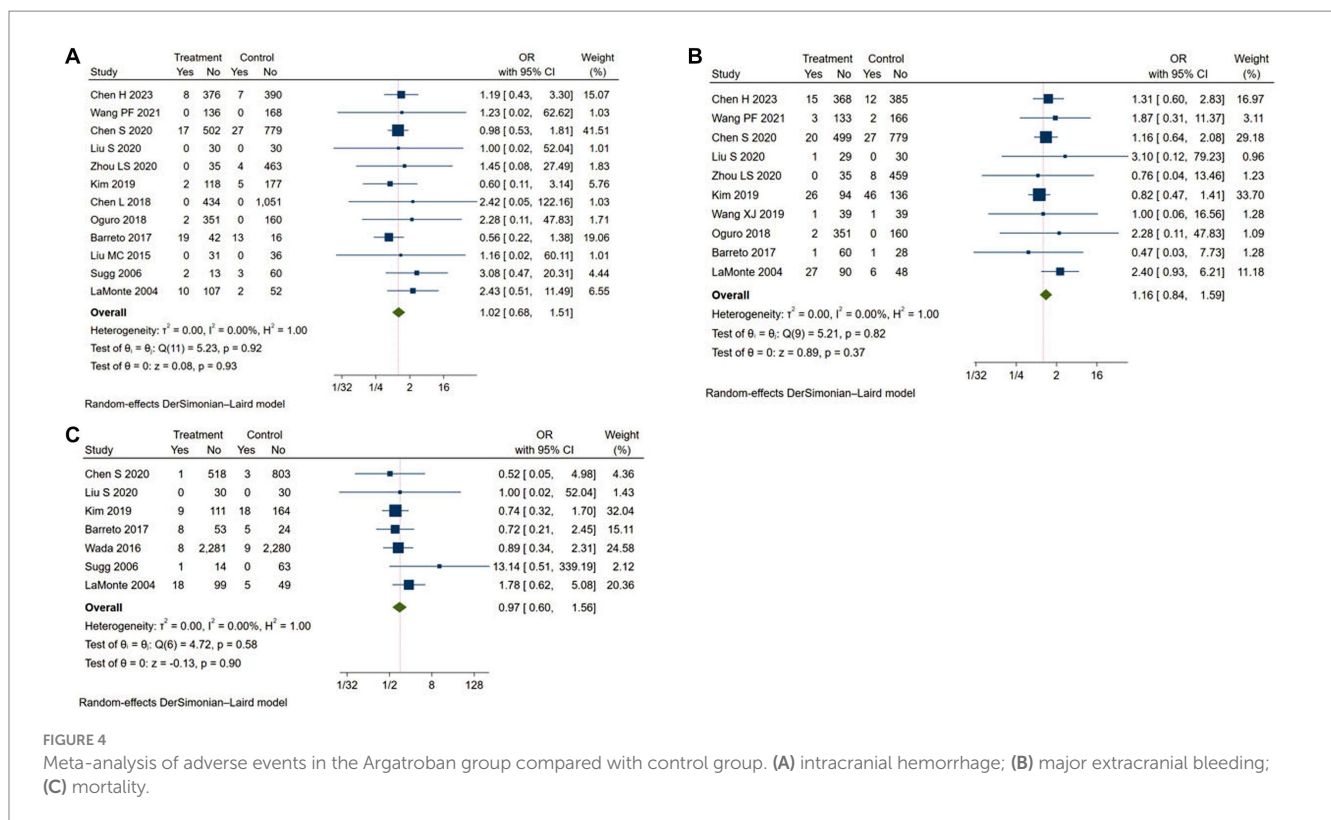 A
Treatment Control OR Weight
Study Yes No Yes No with 95% CI (%)
Chen H 2023 8 376 7 390 1.19 [ 0.43, 3.30] 15.07
Wang PF 2021 0 136 0 168 1.23 [ 0.02, 62.62] 1.03
Chen S 2020 17 502 27 779 0.98 [ 0.53, 1.81] 41.51
Liu S 2020 0 30 0 30 1.00 [ 0.02, 52.04] 1.01
Zhou LS 2020 0 35 4 463 1.45 [ 0.08, 27.49] 1.83
Kim 2019 2 118 5 177 0.60 [ 0.11, 3.14] 5.76
Chen L 2018 0 434 0 1,051 2.42 [ 0.05, 122.16] 1.03
Oguro 2018 2 351 0 160 2.28 [ 0.11, 47.83] 1.71
Barreto 2017 19 42 13 16 0.56 [ 0.22, 1.38] 19.06
Liu MC 2015 0 31 0 36 1.16 [ 0.02, 60.11] 1.01
Sugg 2006 2 13 3 60 3.08 [ 0.47, 20.31] 4.44
LaMonte 2004 10 107 2 52 2.43 [ 0.51, 11.49] 6.55
Overall 1.02 [ 0.68, 1.51]
Heterogeneity: τ² = 0.00, I² = 0.00%, H² = 1.00
Test of θᵢ = θⱼ: Q(11) = 5.23, p = 0.92
Test of θ = 0: z = 0.08, p = 0.93
1/32 1/4 2 16
Random-effects DerSimonian–Laird model
B
Treatment Control OR Weight
Study Yes No Yes No with 95% CI (%)
Chen H 2023 15 368 12 385 1.31 [ 0.60, 2.83] 16.97
Wang PF 2021 3 133 2 166 1.87 [ 0.31, 11.37] 3.11
Chen S 2020 20 499 27 779 1.16 [ 0.64, 2.08] 29.18
Liu S 2020 1 29 0 30 3.10 [ 0.12, 79.23] 0.96
Zhou LS 2020 0 35 8 459 0.76 [ 0.04, 13.46] 1.23
Kim 2019 26 94 46 136 0.82 [ 0.47, 1.41] 33.70
Wang XJ 2019 1 39 1 39 1.00 [ 0.06, 16.56] 1.28
Oguro 2018 2 351 0 160 2.28 [ 0.11, 47.83] 1.09
Barreto 2017 1 60 1 28 0.47 [ 0.03, 7.73] 1.28
LaMonte 2004 27 90 6 48 2.40 [ 0.93, 6.21] 11.18
Overall 1.16 [ 0.84, 1.59]
Heterogeneity: τ² = 0.00, I² = 0.00%, H² = 1.00
Test of θᵢ = θⱼ: Q(9) = 5.21, p = 0.82
Test of θ = 0: z = 0.89, p = 0.37
1/32 1/4 2 16
Random-effects DerSimonian–Laird model
C
Treatment Control OR Weight
Study Yes No Yes No with 95% CI (%)
Chen S 2020 1 518 3 803 0.52 [ 0.05, 4.98] 4.36
Liu S 2020 0 30 0 30 1.00 [ 0.02, 52.04] 1.43
Kim 2019 9 111 18 164 0.74 [ 0.32, 1.70] 32.04
Barreto 2017 8 53 5 24 0.72 [ 0.21, 2.45] 15.11
Wada 2016 8 2,281 9 2,280 0.89 [ 0.34, 2.31] 24.58
Sugg 2006 1 14 0 63 13.14 [ 0.51, 339.19] 2.12
LaMonte 2004 18 99 5 49 1.78 [ 0.62, 5.08] 20.36
Overall 0.97 [ 0.60, 1.56]
Heterogeneity: τ² = 0.00, I² = 0.00%, H² = 1.00
Test of θᵢ = θⱼ: Q(6) = 4.72, p = 0.58
Test of θ = 0: z = -0.13, p = 0.90
1/32 1/2 8 128
Random-effects DerSimonian–Laird model
FIGURE 4
Meta-analysis of adverse events in the Argatroban group compared with control group. (A) intracranial hemorrhage; (B) major extracranial bleeding;
(C) mortality.